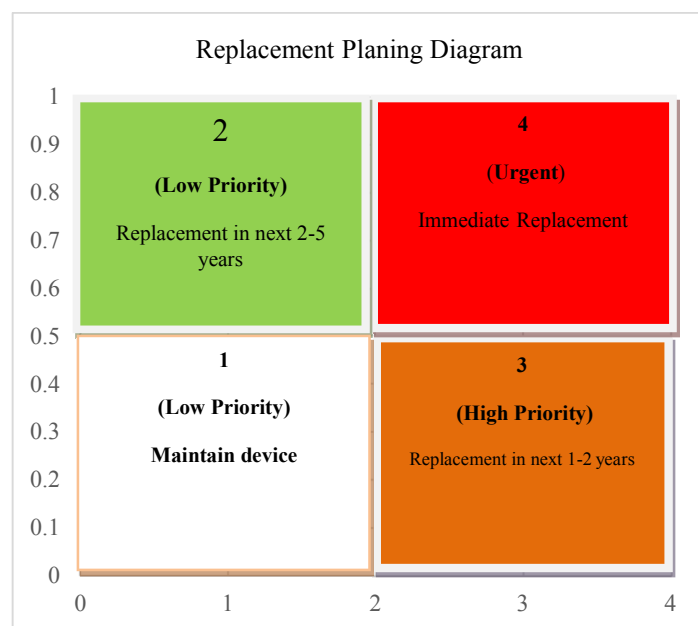 Replacement Planing Diagram
1
0.9
0.8
0.7
0.6
0.5
0.4
0.3
0.2
0.1
0
2
(Low Priority)
Replacement in next 2-5
years
4
(Urgent)
Immediate Replacement
1
(Low Priority)
Maintain device
3
(High Priority)
Replacement in next 1-2 years
0
1
2
3
4